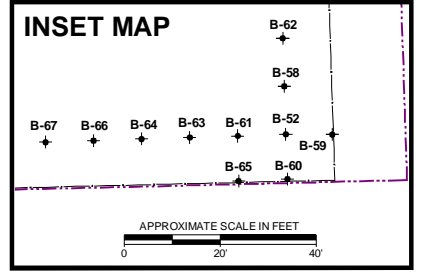 INSET MAP
B-62
B-58
B-67 B-66 B-64 B-63 B-61 B-52
B-59
B-65 B-60
APPROXIMATE SCALE IN FEET
0 20' 40'